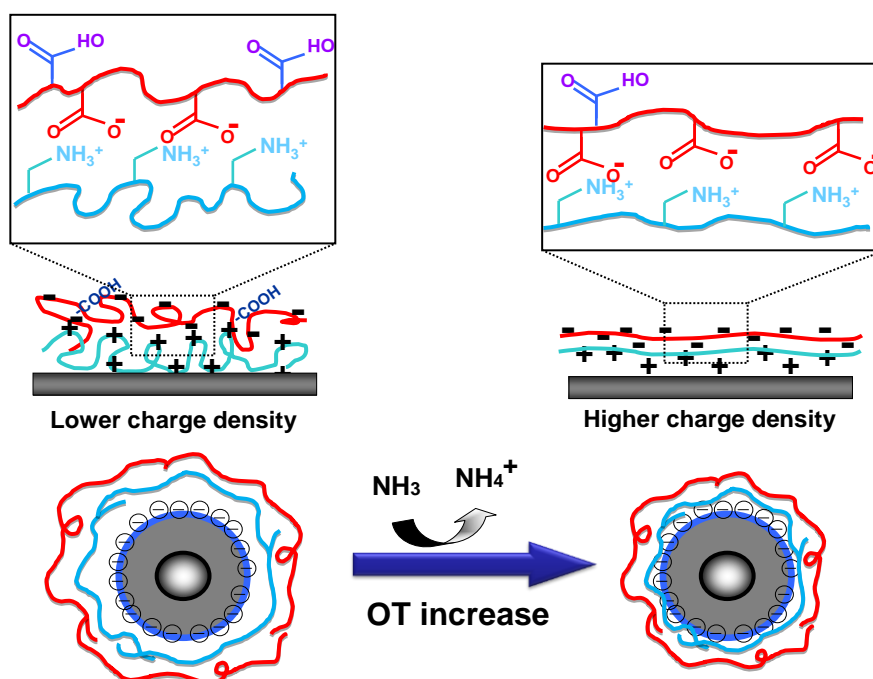 O HO HO O
O O⁻ O O⁻
NH₃⁺ NH₃⁺ NH₃⁺
O HO
O O⁻ O O⁻ O O⁻
NH₃⁺ NH₃⁺ NH₃⁺
-COOH -COOH
Lower charge density
Higher charge density
NH₃ NH₄⁺
OT increase